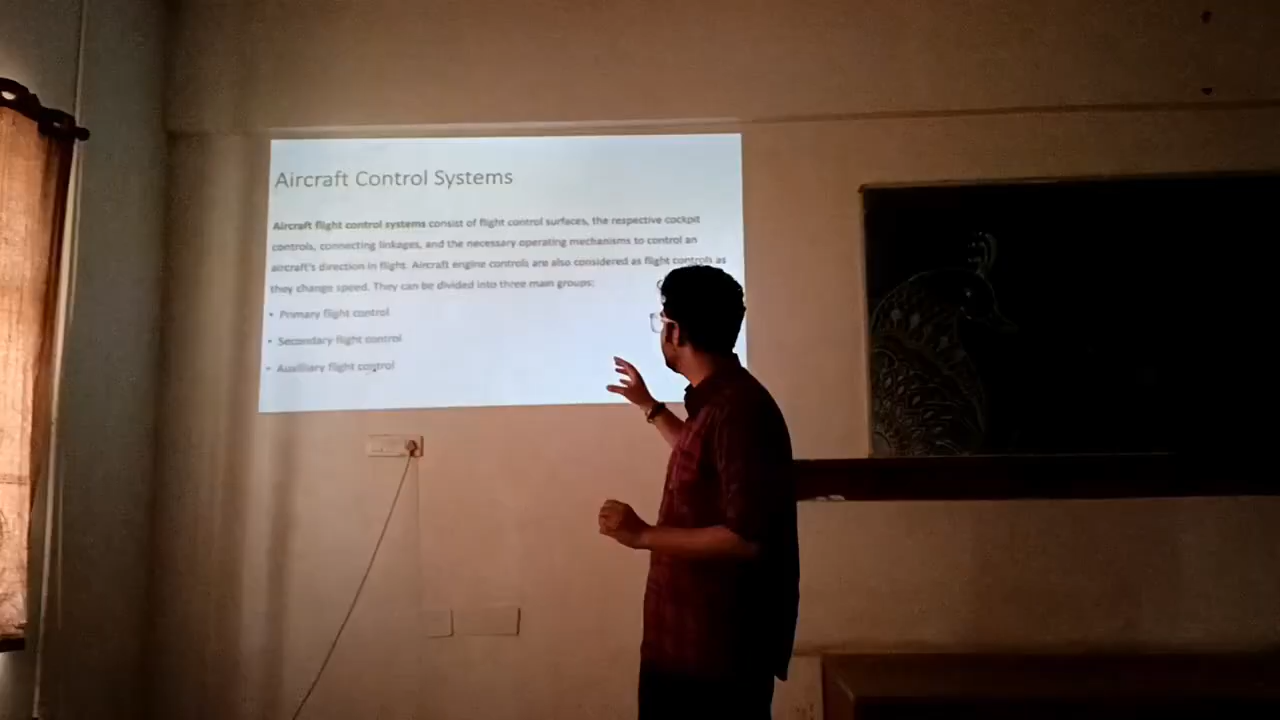 Aircraft Control Systems
Aircraft flight control systems consist of flight control surfaces, the respective cockpit
controls, connecting linkages, and the necessary operating mechanisms to control an
aircraft's direction in flight. Aircraft engine controls are also considered as flight controls as
they change speed. They can be divided into three main groups:
• Primary flight control
• Secondary flight control
• Auxiliary flight control